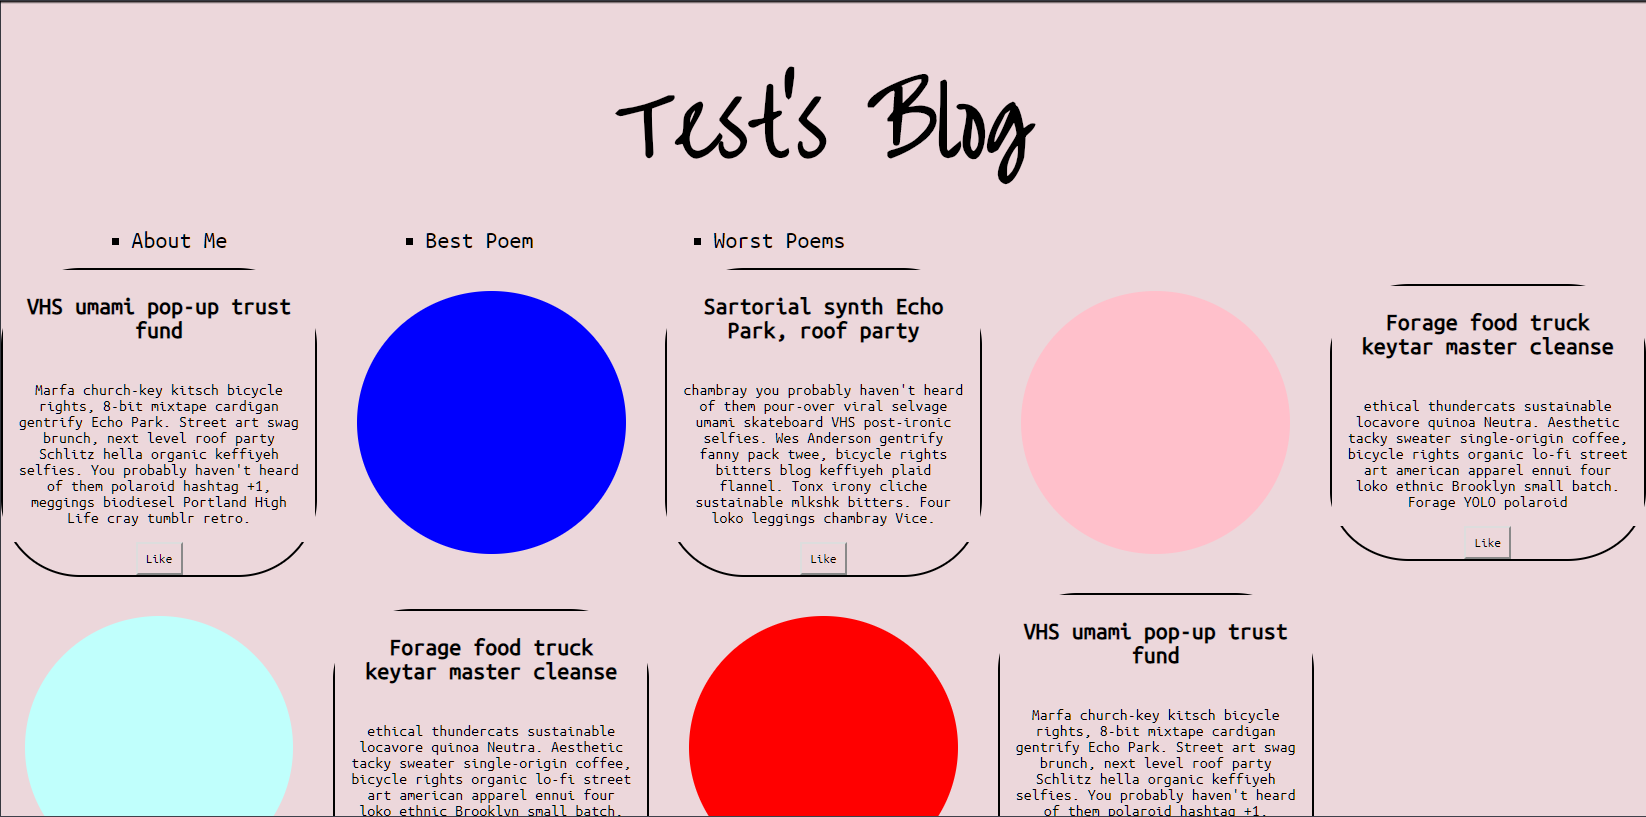 Test's Blog
About Me
Best Poem
Worst Poems
VHS umami pop-up trust
fund
Marfa church-key kitsch bicycle
rights, 8-bit mixtape cardigan
gentrify Echo Park. Street art swag
brunch, next level roof party
Schlitz hella organic keffiyeh
selfies. You probably haven't heard
of them polaroid hashtag +1,
meggings biodiesel Portland High
Life cray tumblr retro.
Like
Sartorial synth Echo
Park, roof party
chambray you probably haven't heard
of them pour-over viral selvage
umami skateboard VHS post-ironic
selfies. Wes Anderson gentrify
fanny pack twee, bicycle rights
bitters blog keffiyeh plaid
flannel. Tonx irony cliche
sustainable mlkshk bitters. Four
loko leggings chambray Vice.
Like
Forage food truck
keytar master cleanse
ethical thundercats sustainable
locavore quinoa Neutra. Aesthetic
tacky sweater single-origin coffee,
bicycle rights organic lo-fi street
art american apparel ennui four
loko ethnic Brooklyn small batch.
Forage YOLO polaroid
Like
Forage food truck
keytar master cleanse
ethical thundercats sustainable
locavore quinoa Neutra. Aesthetic
tacky sweater single-origin coffee,
bicycle rights organic lo-fi street
art american apparel ennui four
loko ethnic Brooklyn small batch.
VHS umami pop-up trust
fund
Marfa church-key kitsch bicycle
rights, 8-bit mixtape cardigan
gentrify Echo Park. Street art swag
brunch, next level roof party
Schlitz hella organic keffiyeh
selfies. You probably haven't heard
of them polaroid hashtag +1,